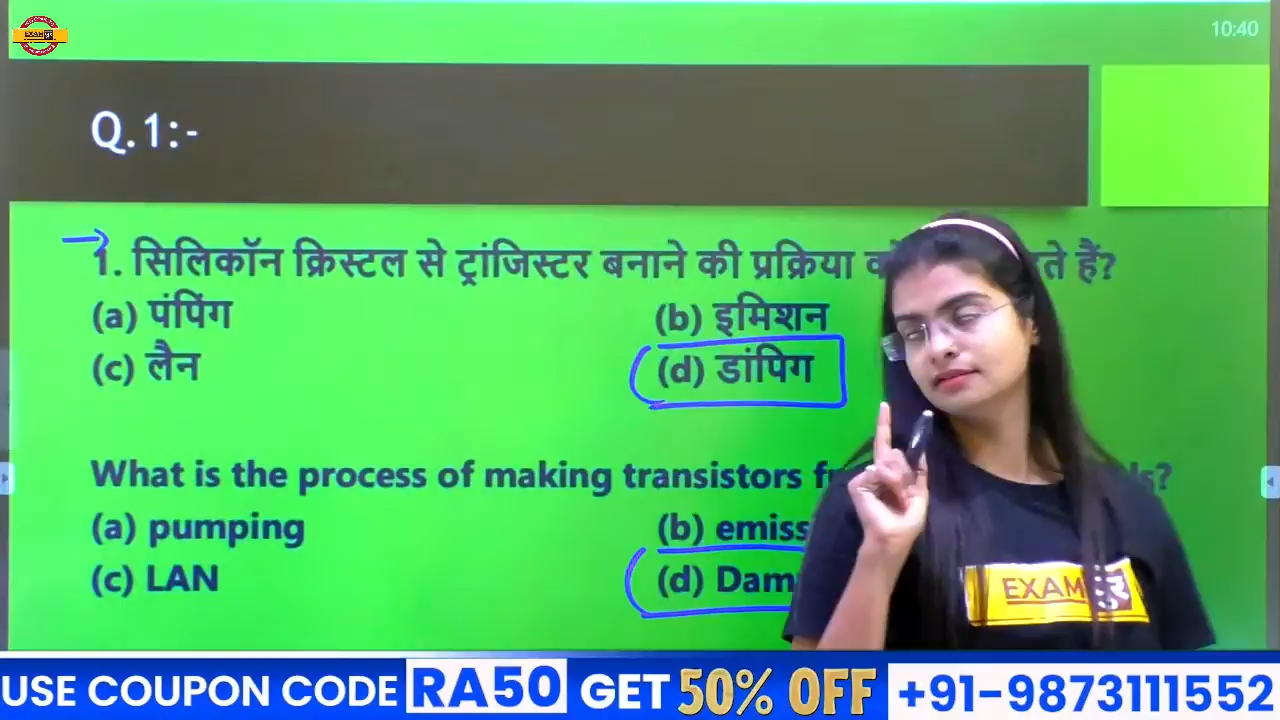 EXAM पुर
10:40
Q.1:-
1. सिलिकॉन क्रिस्टल से ट्रांजिस्टर बनाने की प्रक्रिया हैं?
(a) पंपिंग (b) इमिशन
(c) लैन (d) डांपिग
What is the process of making transistors
(a) pumping (b) emiss
(c) LAN (d) Dam
EXAM पुर
USE COUPON CODE RA50 GET 50% OFF +91-9873111552